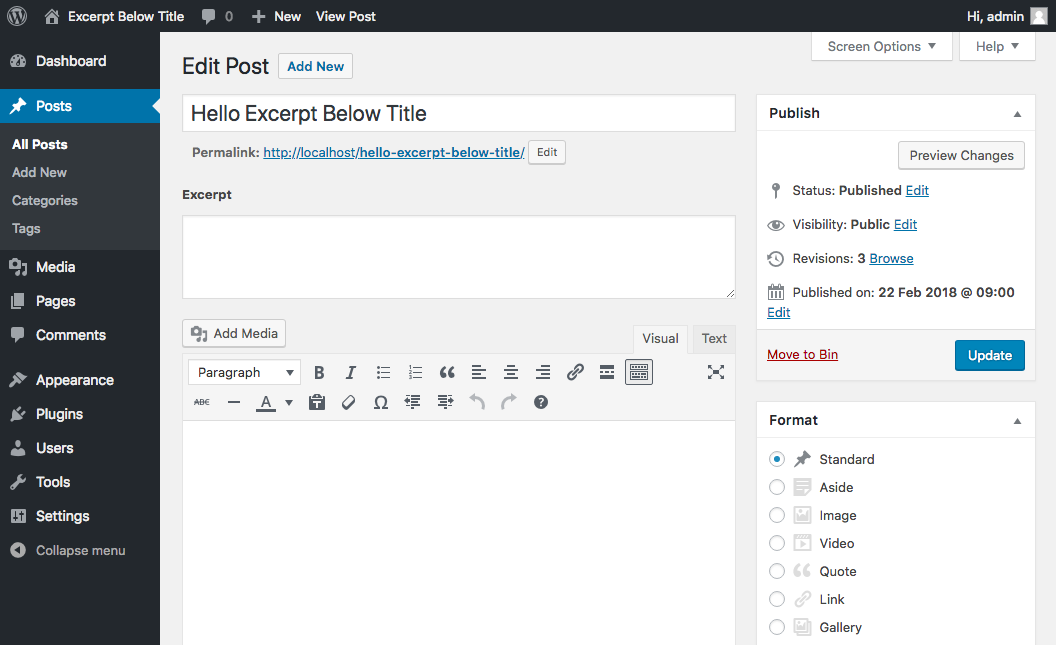 Excerpt Below Title 0 New View Post Hi, admin
Screen Options Help
Dashboard
Posts
All Posts
Add New
Categories
Tags
Media
Pages
Comments
Appearance
Plugins
Users
Tools
Settings
Collapse menu
Edit Post Add New
Hello Excerpt Below Title
Permalink: http://localhost/hello-excerpt-below-title/ Edit
Excerpt
Add Media
Visual Text
Paragraph B I
ABC A Ω
Publish
Preview Changes
Status: Published Edit
Visibility: Public Edit
Revisions: 3 Browse
Published on: 22 Feb 2018 @ 09:00
Edit
Move to Bin Update
Format
Standard
Aside
Image
Video
Quote
Link
Gallery